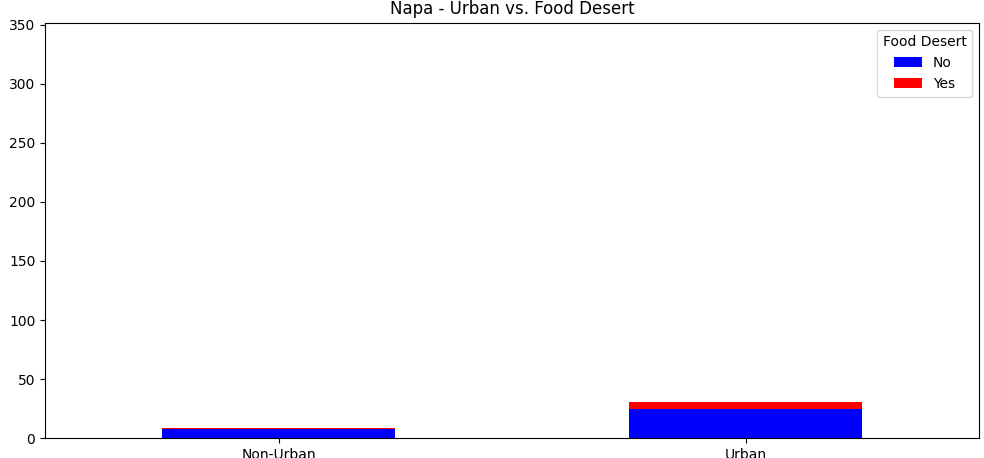 Napa - Urban vs. Food Desert
350
300
250
200
150
100
50
0
Food Desert
No
Yes
Non-Urban
Urban